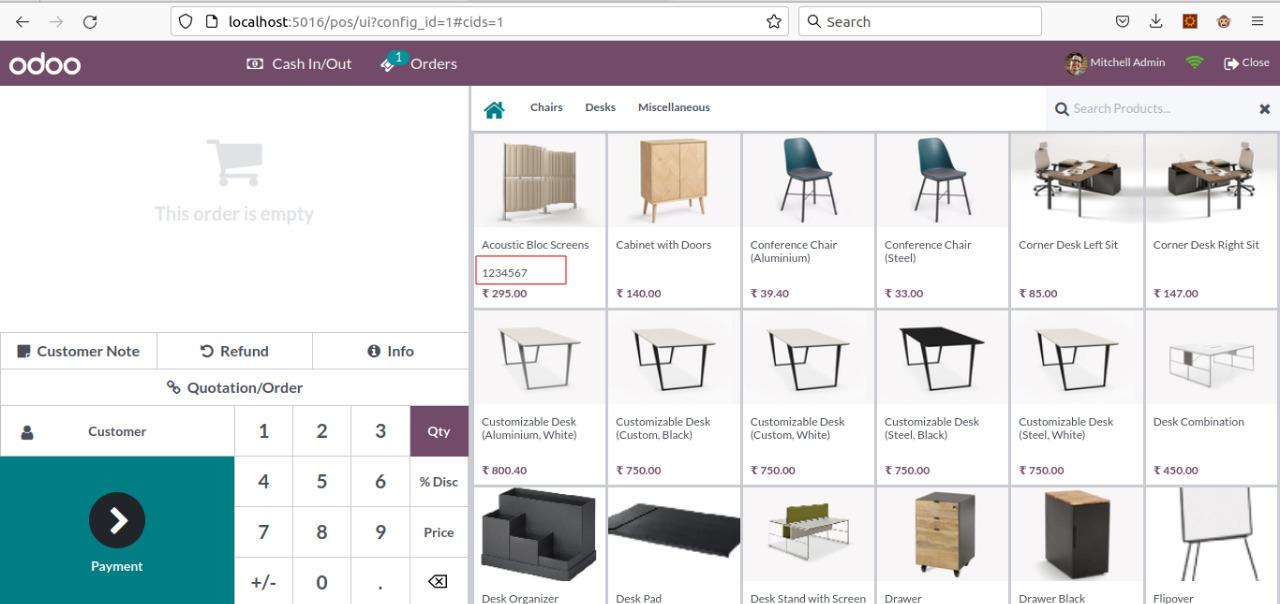 localhost:5016/pos/ui?config_id=1#cids=1
Search
odoo
Cash In/Out
1
Orders
Mitchell Admin
Close
Chairs
Desks
Miscellaneous
Search Products...
This order is empty
Acoustic Bloc Screens
1234567
₹ 295.00
Cabinet with Doors
₹ 140.00
Conference Chair
(Aluminium)
₹ 39.40
Conference Chair
(Steel)
₹ 33.00
Corner Desk Left Sit
₹ 85.00
Corner Desk Right Sit
₹ 147.00
Customer Note
Refund
Info
Quotation/Order
Customer
1
2
3
Qty
4
5
6
% Disc
7
8
9
Price
+/-
0
.
Payment
Customizable Desk
(Aluminium, White)
₹ 800.40
Customizable Desk
(Custom, Black)
₹ 750.00
Customizable Desk
(Custom, White)
₹ 750.00
Customizable Desk
(Steel, Black)
₹ 750.00
Customizable Desk
(Steel, White)
₹ 750.00
Desk Combination
₹ 450.00
Desk Organizer
Desk Pad
Desk Stand with Screen
Drawer
Drawer Black
Flipover